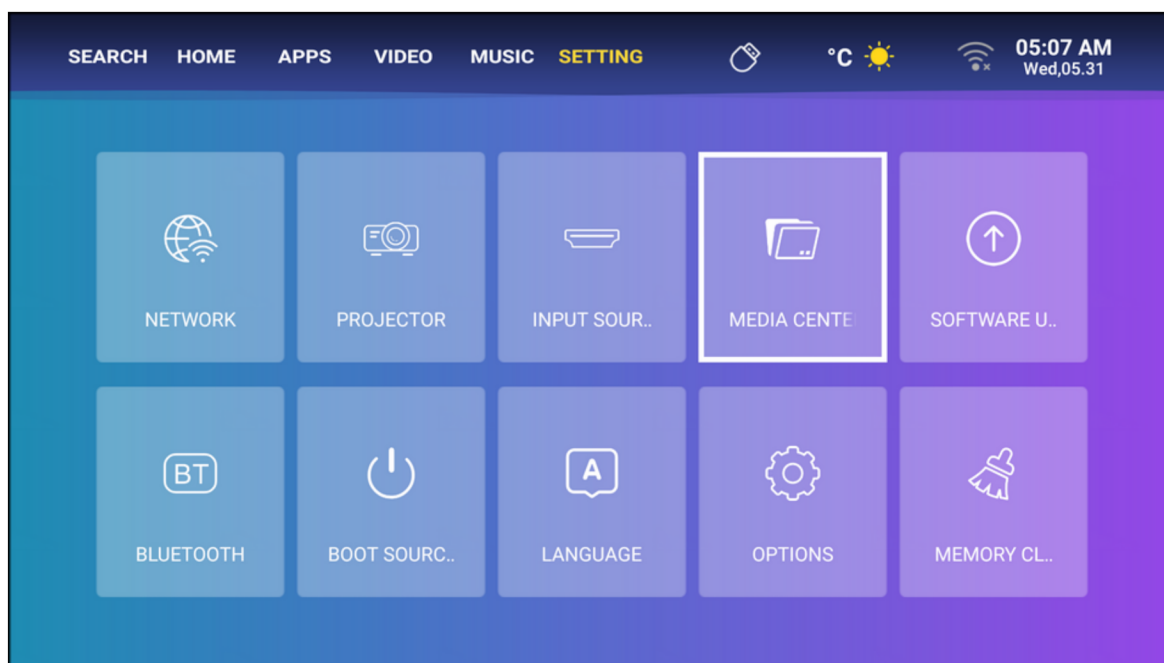 SEARCH HOME APPS VIDEO MUSIC SETTING °C 05:07 AM
Wed,05.31
NETWORK PROJECTOR INPUT SOUR.. MEDIA CENTE SOFTWARE U..
BT A
BLUETOOTH BOOT SOURC.. LANGUAGE OPTIONS MEMORY CL..